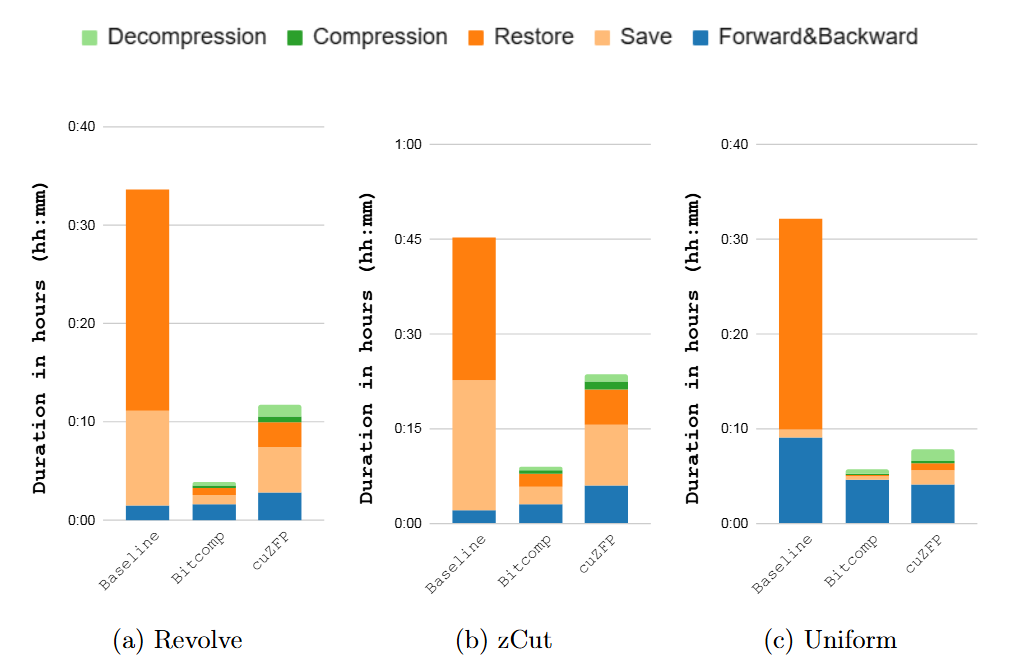 Decompression Compression Restore Save Forward&Backward
Duration in hours (hh:mm)
0:40
0:30
0:20
0:10
0:00
Baseline
Bitcomp
cuZFP
(a) Revolve
Duration in hours (hh:mm)
1:00
0:45
0:30
0:15
0:00
Baseline
Bitcomp
cuZFP
(b) zCut
Duration in hours (hh:mm)
0:40
0:30
0:20
0:10
0:00
Baseline
Bitcomp
cuZFP
(c) Uniform